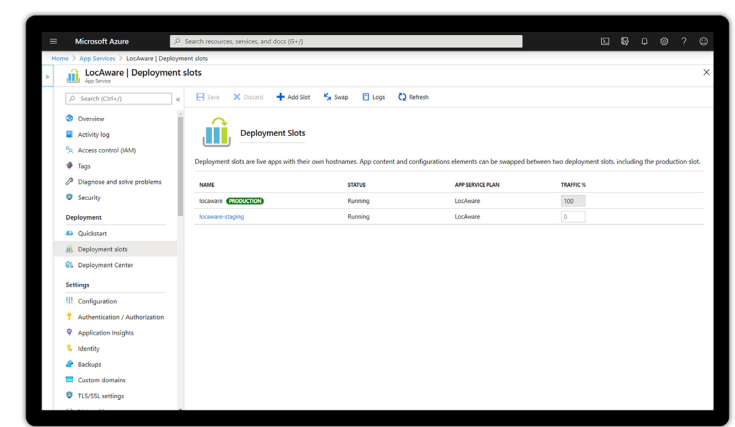 Microsoft Azure
Search resources, services, and docs (G+/)
Home > App Services > LocAware | Deployment slots
LocAware | Deployment slots
App Service
Search (Ctrl+/)
Overview
Activity log
Access control (IAM)
Tags
Diagnose and solve problems
Security
Deployment
Quickstart
Deployment slots
Deployment Center
Settings
Configuration
Authentication / Authorization
Application Insights
Identity
Backups
Custom domains
TLS/SSL settings
Save Discard Add Slot Swap Logs Refresh
Deployment Slots
Deployment slots are live apps with their own hostnames. App content and configurations elements can be swapped between two deployment slots, including the production slot.
NAME STATUS APP SERVICE PLAN TRAFFIC %
locaware PRODUCTION Running LocAware 100
locaware-staging Running LocAware 0